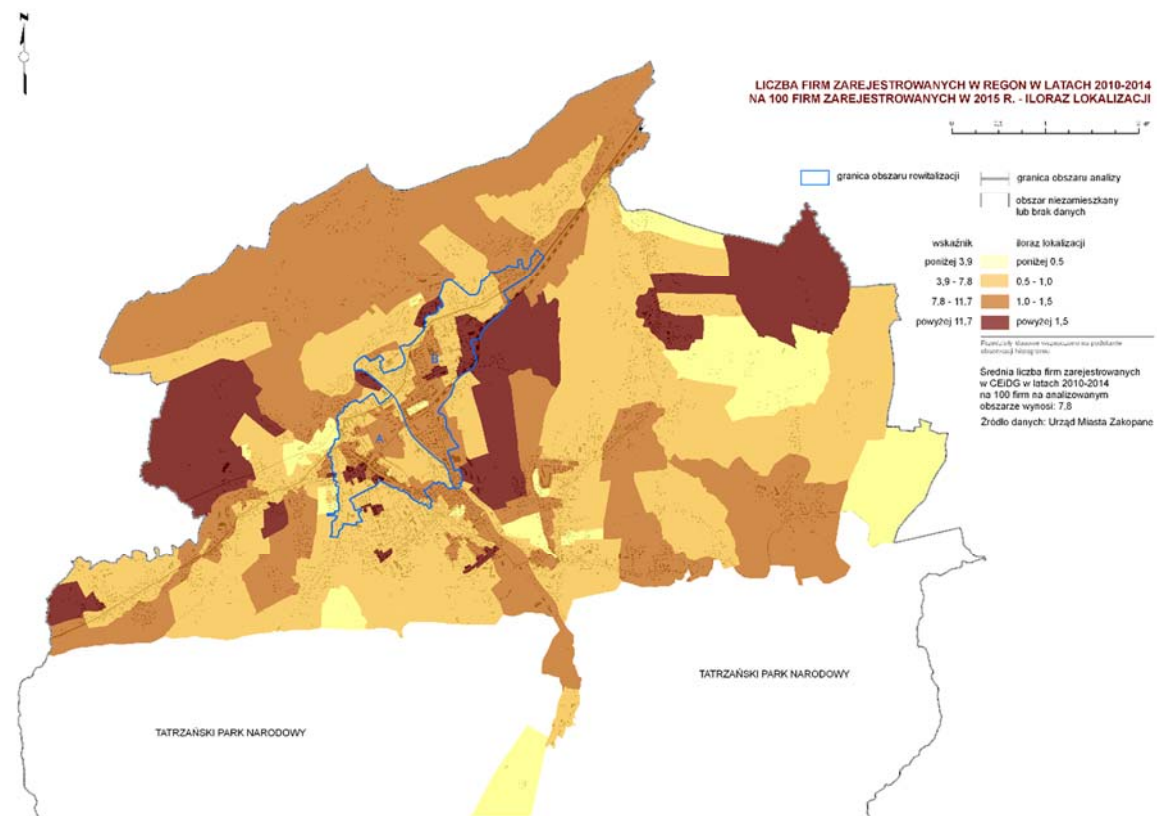 N
LICZBA FIRM ZAREJESTROWANYCH W REGON W LATACH 2010-2014
NA 100 FIRM ZAREJESTROWANYCH W 2015 R. - ILORAZ LOKALIZACJI
0
1
granica obszaru rewitalizacji
granica obszaru analizy
obszar niezamieszkany
lub brak danych
wskaźnik
iloraz lokalizacji
poniżej 3,9
poniżej 0,5
3,9 - 7,8
0,5 - 1,0
7,8 - 11,7
1,0 - 1,5
powyżej 11,7
powyżej 1,5
Średnia liczba firm zarejestrowanych
w CEiDG w latach 2010-2014
na 100 firm na analizowanym
obszarze wynosi: 7,8
Źródło danych: Urząd Miasta Zakopane
B
A
TATRZAŃSKI PARK NARODOWY
TATRZAŃSKI PARK NARODOWY